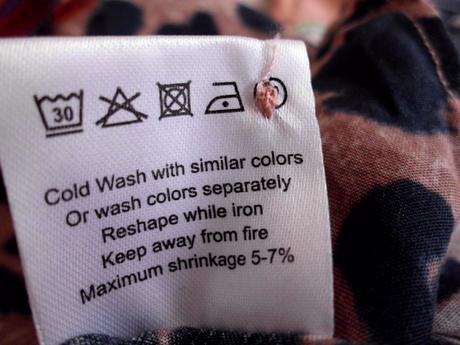 30
Cold Wash with similar colors
Or wash colors separately
Reshape while iron
Keep away from fire
Maximum shrinkage 5-7%